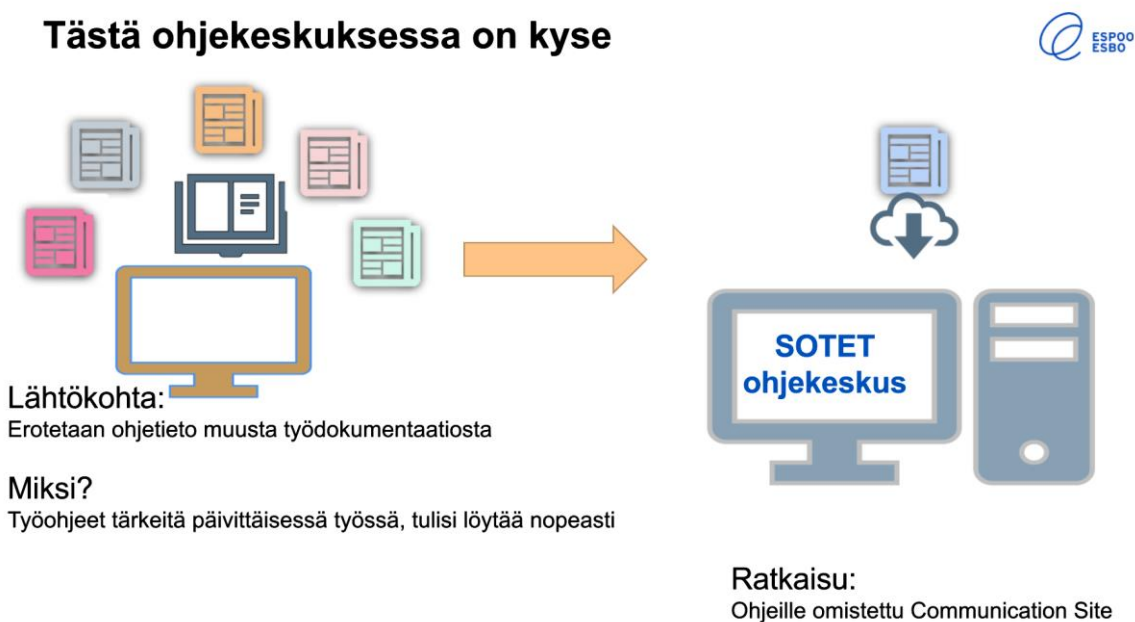 Tästä ohjekeskuksessa on kyse
ESPOO
ESBO
SOTET
ohjekeskus
Lähtökohta:
Erotetaan ohjetieto muusta työdokumentaatiosta
Miksi?
Työohjeet tärkeitä päivittäisessä työssä, tulisi löytää nopeasti
Ratkaisu:
Ohjeille omistettu Communication Site